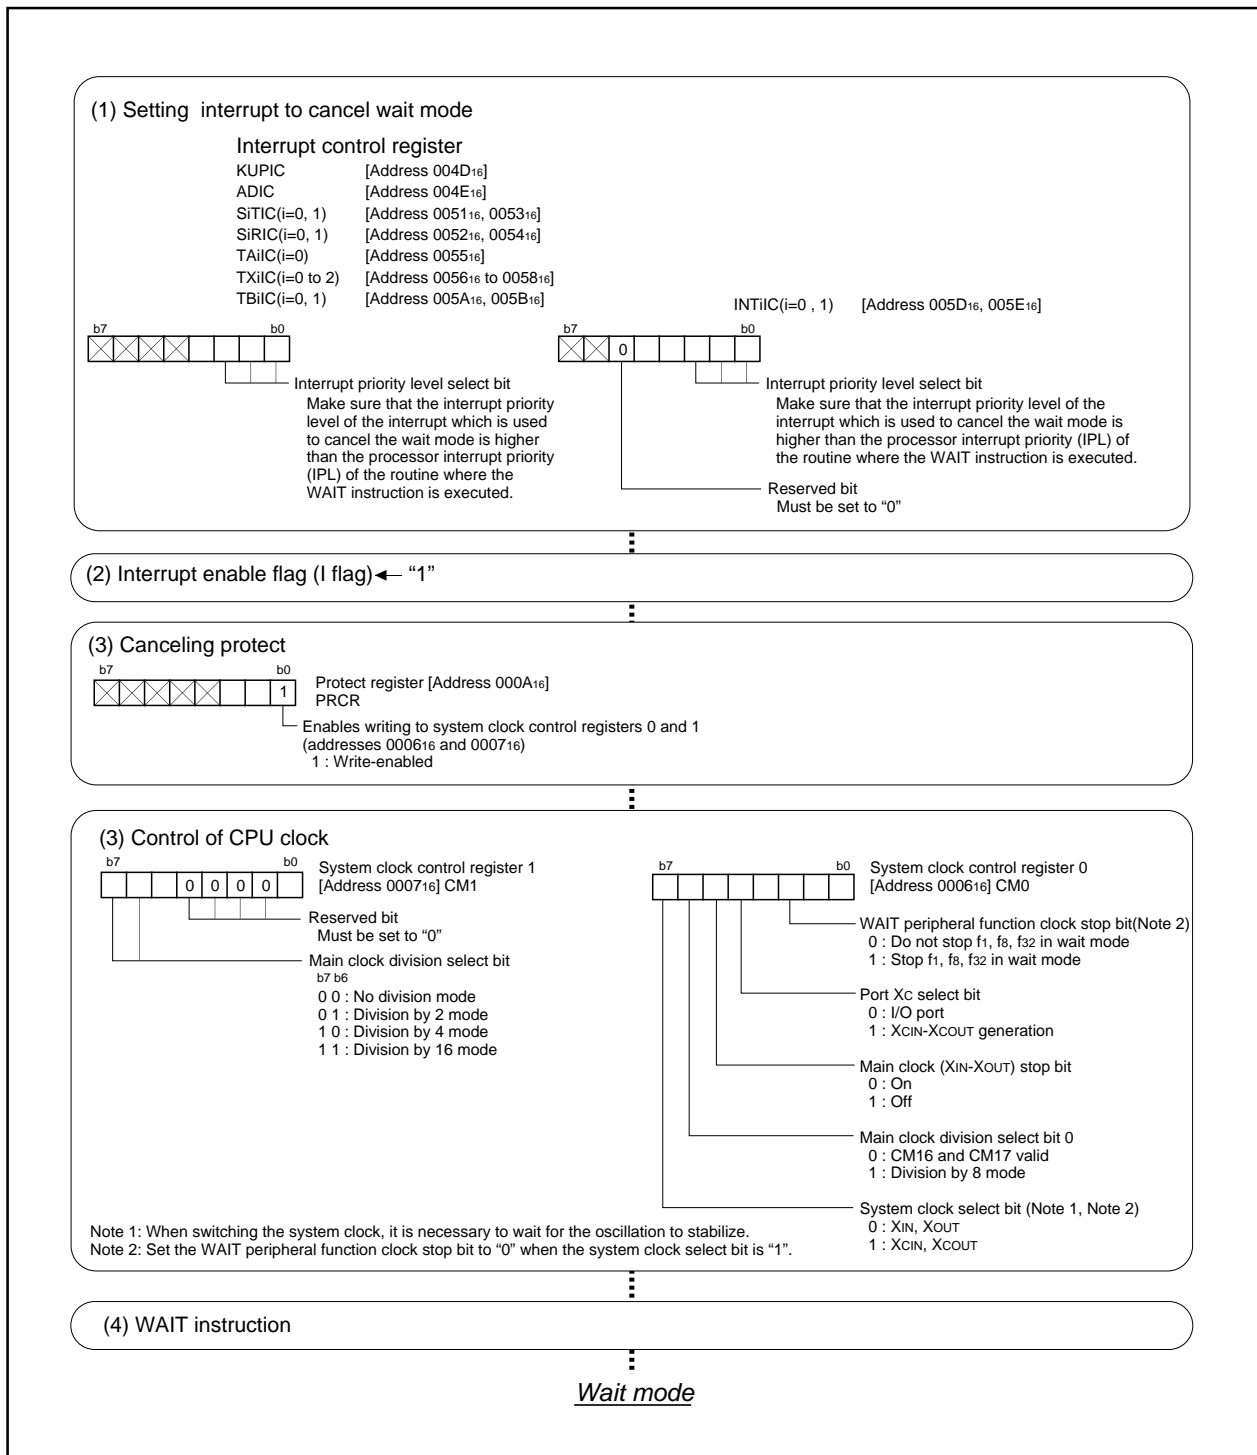 (1) Setting  interrupt to cancel wait mode
Interrupt control register
KUPIC [Address 004D16]
ADIC [Address 004E16]
SiTIC(i=0, 1) [Address 005116, 005316]
SiRIC(i=0, 1) [Address 005216, 005416]
TAiIC(i=0) [Address 005516]
TXiIC(i=0 to 2) [Address 005616 to 005816]
TBiIC(i=0, 1) [Address 005A16, 005B16]
b7 b0
Interrupt priority level select bit
Make sure that the interrupt priority
level of the interrupt which is used
to cancel the wait mode is higher
than the processor interrupt priority
(IPL) of the routine where the
WAIT instruction is executed.
INTiIC(i=0 , 1) [Address 005D16, 005E16]
b7 b0
0
Interrupt priority level select bit
Make sure that the interrupt priority level of the
interrupt which is used to cancel the wait mode is
higher than the processor interrupt priority (IPL) of
the routine where the WAIT instruction is executed.
Reserved bit
Must be set to “0”
(2) Interrupt enable flag (I flag) ← “1”
(3) Canceling protect
b7 b0
1
Protect register [Address 000A16]
PRCR
Enables writing to system clock control registers 0 and 1
(addresses 000616 and 000716)
1 : Write-enabled
(3) Control of CPU clock
b7 b0
0 0 0 0
System clock control register 1
[Address 000716] CM1
Reserved bit
Must be set to “0”
Main clock division select bit
b7 b6
0 0 : No division mode
0 1 : Division by 2 mode
1 0 : Division by 4 mode
1 1 : Division by 16 mode
b7 b0
System clock control register 0
[Address 000616] CM0
WAIT peripheral function clock stop bit(Note 2)
0 : Do not stop f1, f8, f32 in wait mode
1 : Stop f1, f8, f32 in wait mode
Port XC select bit
0 : I/O port
1 : XCIN-XCOUT generation
Main clock (XIN-XOUT) stop bit
0 : On
1 : Off
Main clock division select bit 0
0 : CM16 and CM17 valid
1 : Division by 8 mode
System clock select bit (Note 1, Note 2)
0 : XIN, XOUT
1 : XCIN, XCOUT
Note 1: When switching the system clock, it is necessary to wait for the oscillation to stabilize.
Note 2: Set the WAIT peripheral function clock stop bit to “0” when the system clock select bit is “1”.
(4) WAIT instruction
Wait mode